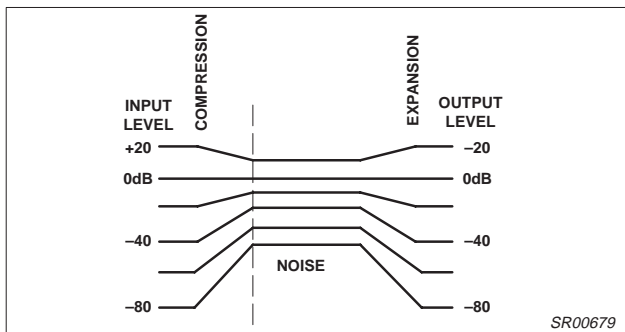 COMPRESSION
EXPANSION
INPUT
LEVEL
OUTPUT
LEVEL
+20
–20
0dB
0dB
–40
–40
NOISE
–80
–80
SR00679